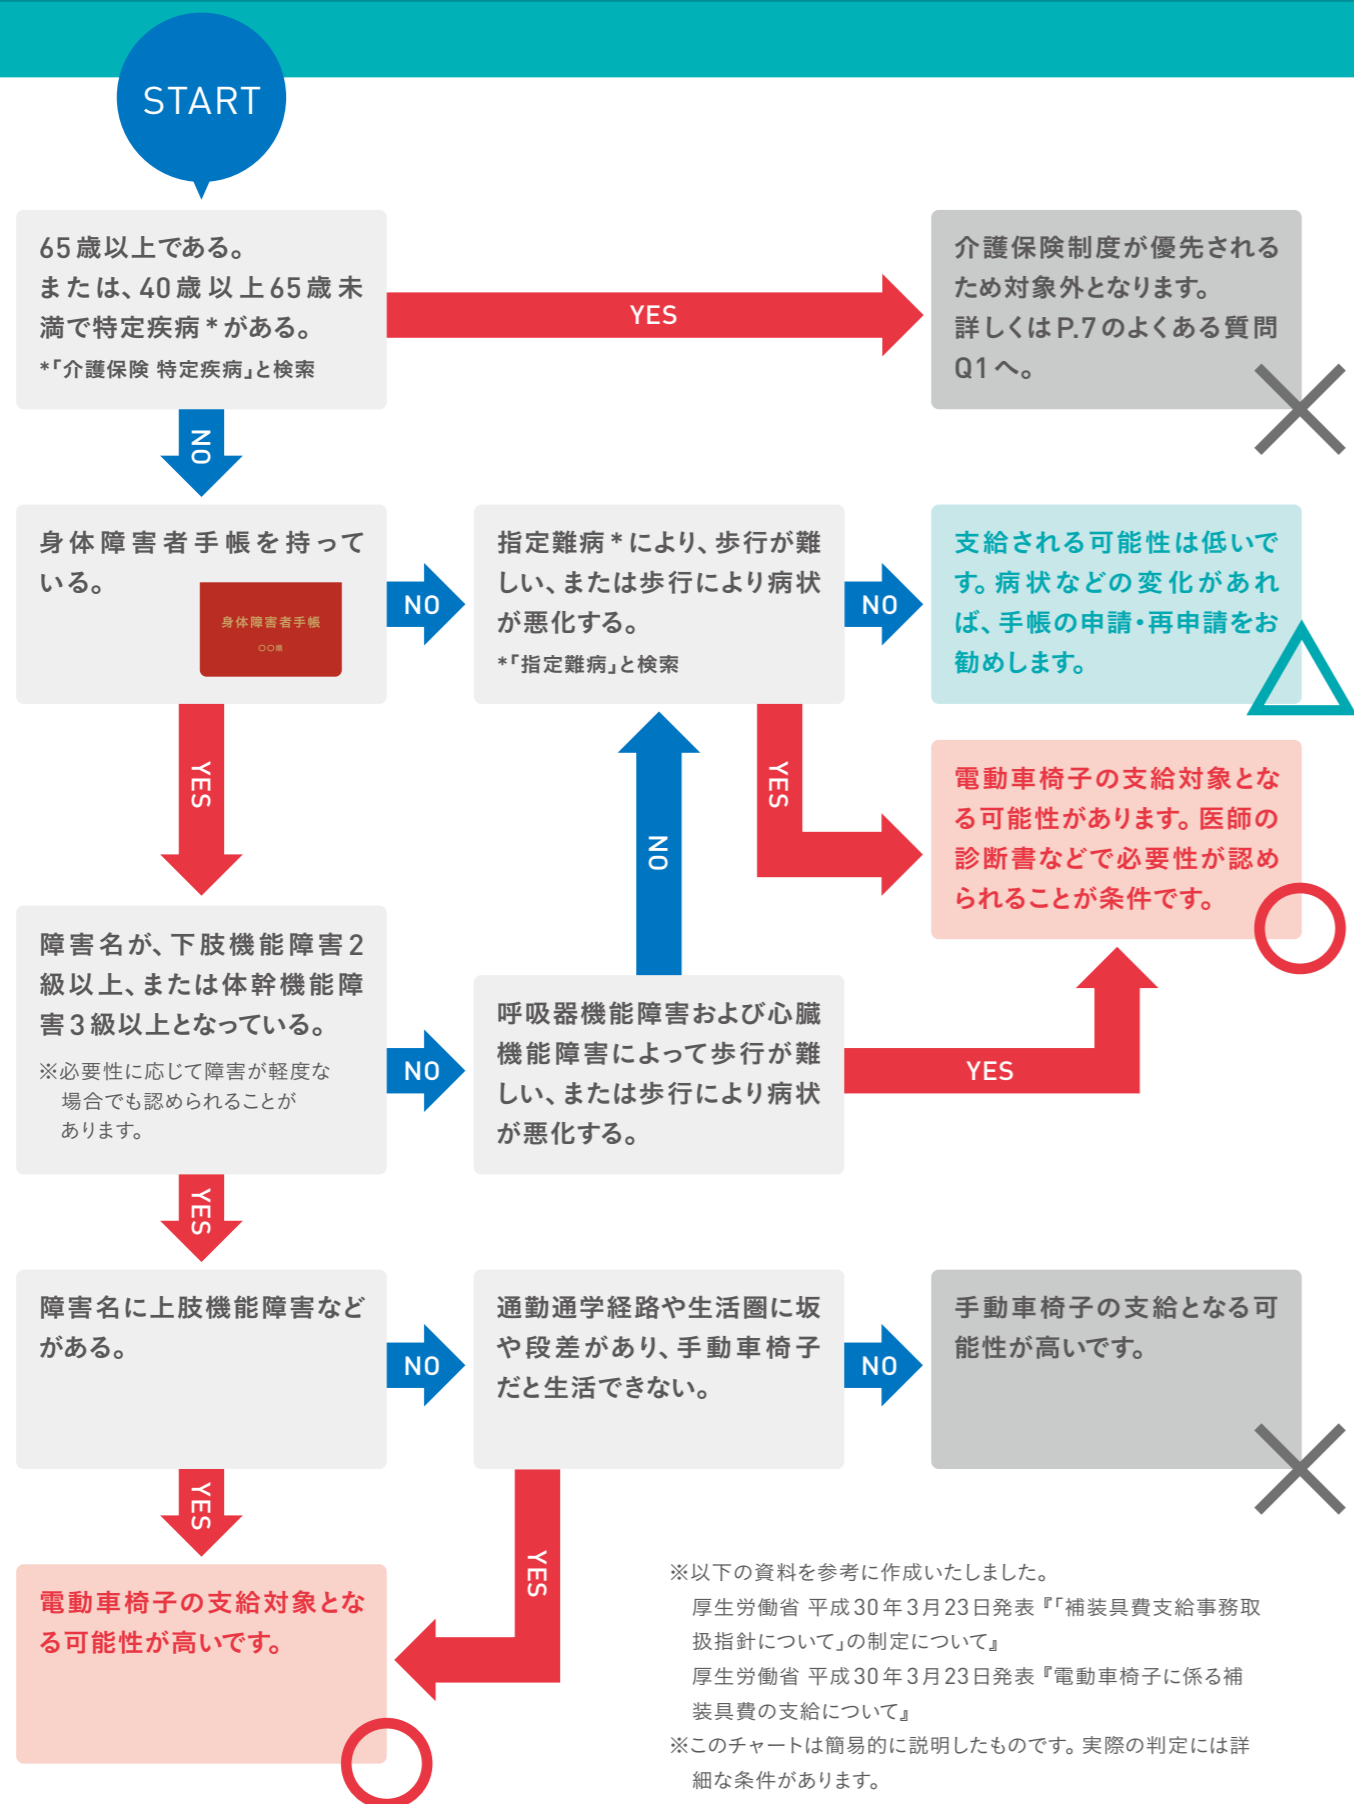 START
65歳以上である。
または、40歳以上65歳未
満で特定疾病*がある。
*「介護保険 特定疾病」と検索
YES
介護保険制度が優先される
ため対象外となります。
詳しくはP.7のよくある質問
Q1へ。
NO
身体障害者手帳を持って
いる。
身体障害者手帳
〇〇県
NO
指定難病*により、歩行が難
しい、または歩行により病状
が悪化する。
*「指定難病」と検索
NO
支給される可能性は低いで
す。病状などの変化があれ
ば、手帳の申請・再申請をお
勧めします。
YES
NO
YES
電動車椅子の支給対象とな
る可能性があります。医師の
診断書などで必要性が認め
られることが条件です。
障害名が、下肢機能障害2
級以上、または体幹機能障
害3級以上となっている。
※必要性に応じて障害が軽度な
場合でも認められることが
あります。
NO
呼吸器機能障害および心臓
機能障害によって歩行が難
しい、または歩行により病状
が悪化する。
YES
YES
障害名に上肢機能障害など
がある。
NO
通勤通学経路や生活圏に坂
や段差があり、手動車椅子
だと生活できない。
NO
手動車椅子の支給となる可
能性が高いです。
YES
YES
電動車椅子の支給対象とな
る可能性が高いです。
※以下の資料を参考に作成いたしました。
厚生労働省 平成30年3月23日発表『「補装具費支給事務取
扱指針について」の制定について』
厚生労働省 平成30年3月23日発表『電動車椅子に係る補
装具費の支給について』
※このチャートは簡易的に説明したものです。実際の判定には詳
細な条件があります。